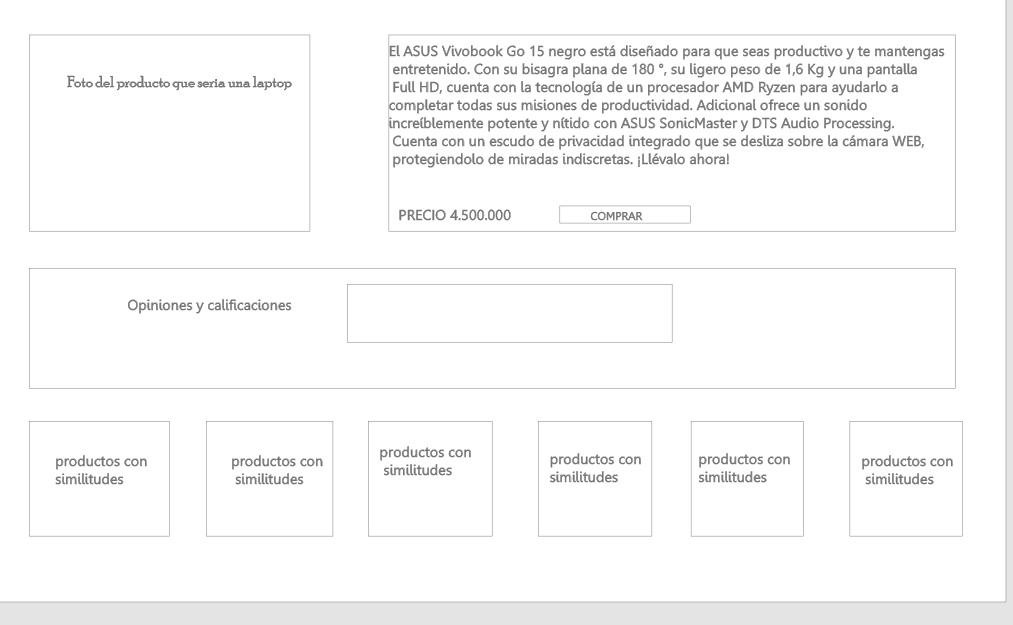 Foto del producto que seria una laptop
El ASUS Vivobook Go 15 negro está diseñado para que seas productivo y te mantengas
entretenido. Con su bisagra plana de 180 °, su ligero peso de 1,6 Kg y una pantalla
Full HD, cuenta con la tecnología de un procesador AMD Ryzen para ayudarlo a
completar todas sus misiones de productividad. Adicional ofrece un sonido
increíblemente potente y nítido con ASUS SonicMaster y DTS Audio Processing.
Cuenta con un escudo de privacidad integrado que se desliza sobre la cámara WEB,
protegiendolo de miradas indiscretas. ¡Llévalo ahora!
PRECIO 4.500.000
COMPRAR
Opiniones y calificaciones
productos con
similitudes
productos con
similitudes
productos con
similitudes
productos con
similitudes
productos con
similitudes
productos con
similitudes